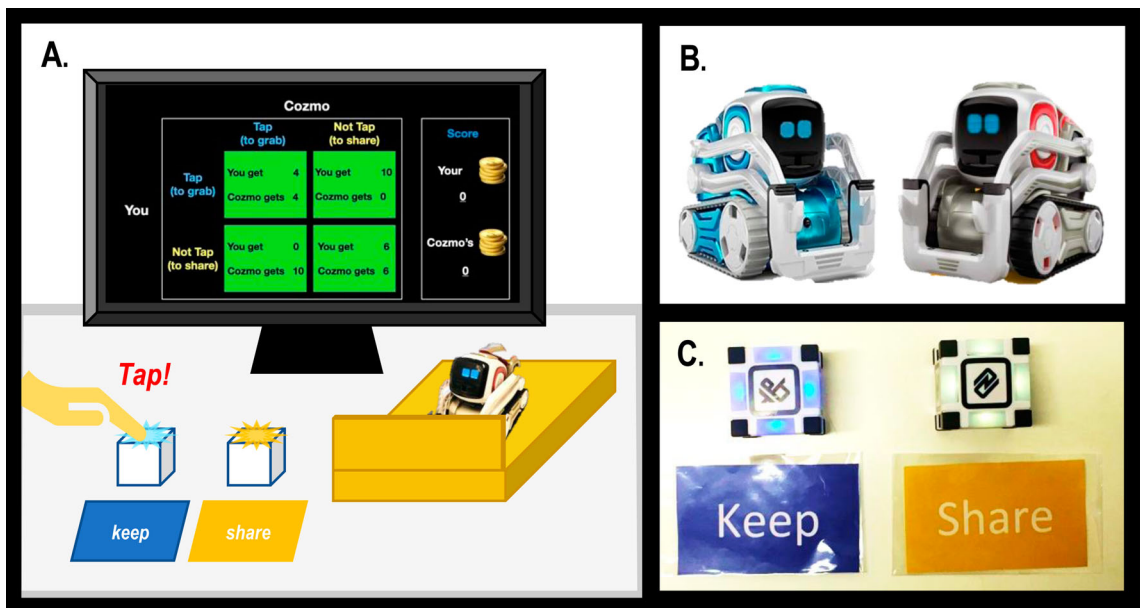 A.
Cozmo
Tap
(to grab)
Not Tap
(to share)
You
Tap
(to grab)
You get 4
Cozmo gets 4
You get 10
Cozmo gets 0
Not Tap
(to share)
You get 0
Cozmo gets 10
You get 6
Cozmo gets 6
Score
Your
0
Cozmo's
0
Tap!
keep
share
B.
C.
Keep
Share